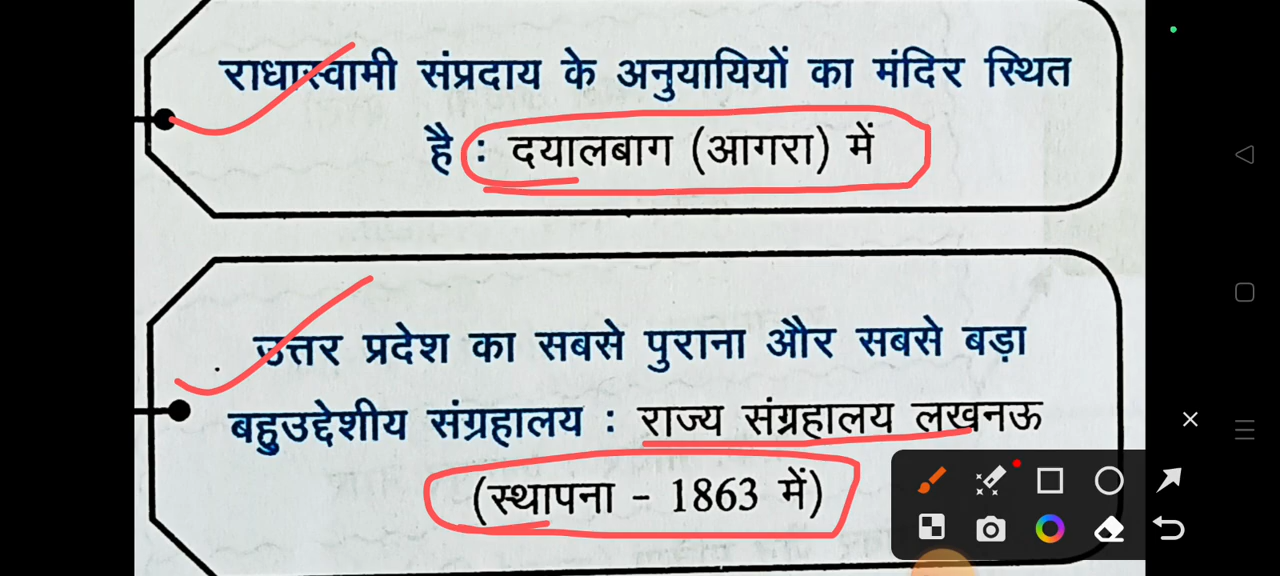 राधास्वामी संप्रदाय के अनुयायियों का मंदिर स्थित
है : दयालबाग (आगरा) में
उत्तर प्रदेश का सबसे पुराना और सबसे बड़ा
बहुउद्देशीय संग्रहालय : राज्य संग्रहालय लखनऊ
(स्थापना - 1863 में)